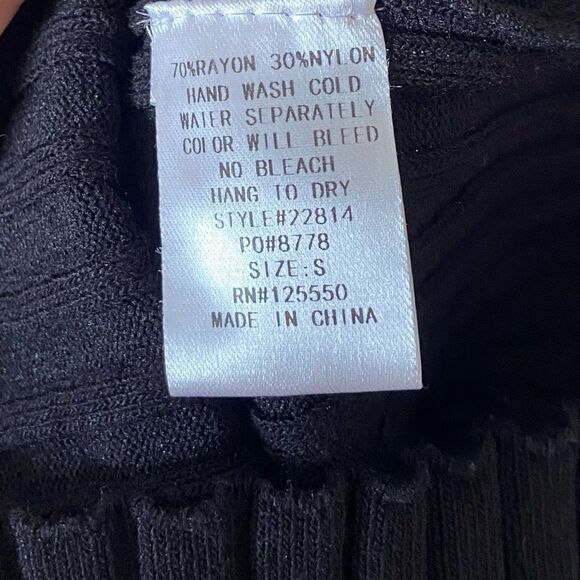 70%RAYON 30%NYLON
HAND WASH COLD
WATER SEPARATELY
COLOR WILL BLEED
NO BLEACH
HANG TO DRY
STYLE#22814
PO#8778
SIZE:S
RN#125550
MADE IN CHINA